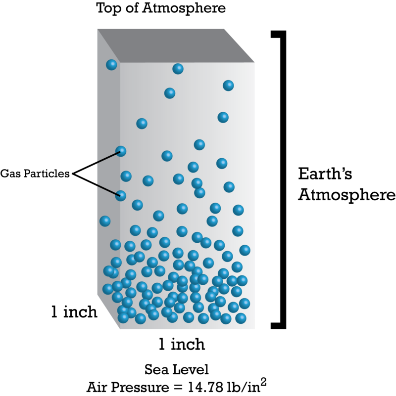 Top of Atmosphere
Gas Particles
Earth's
Atmosphere
1 inch
1 inch
Sea Level
Air Pressure = 14.78 lb/in²